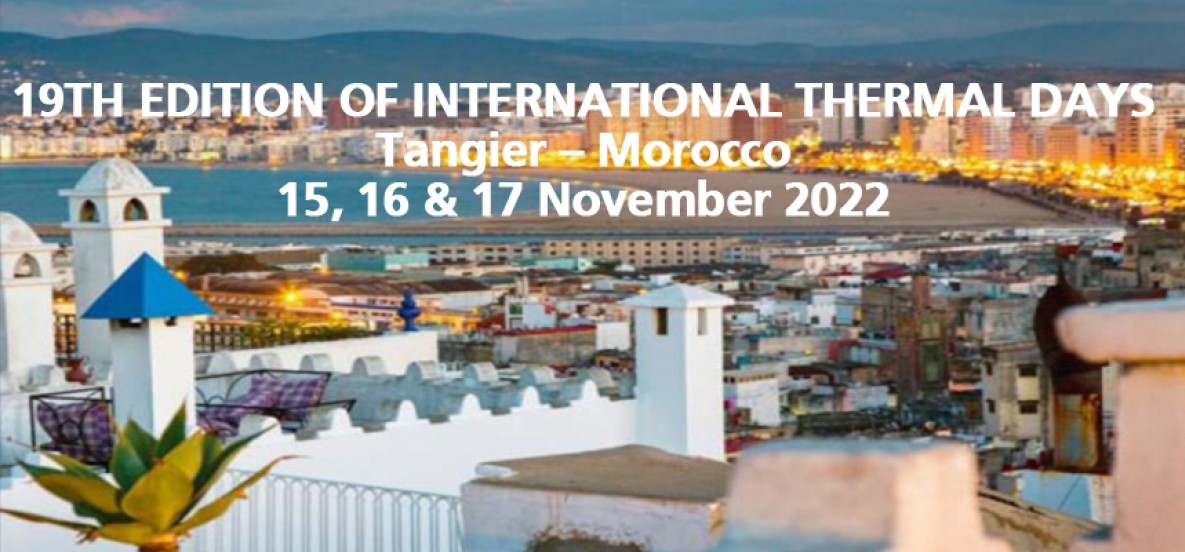 19TH EDITION OF INTERNATIONAL THERMAL DAYS
Tangier – Morocco
15, 16 & 17 November 2022